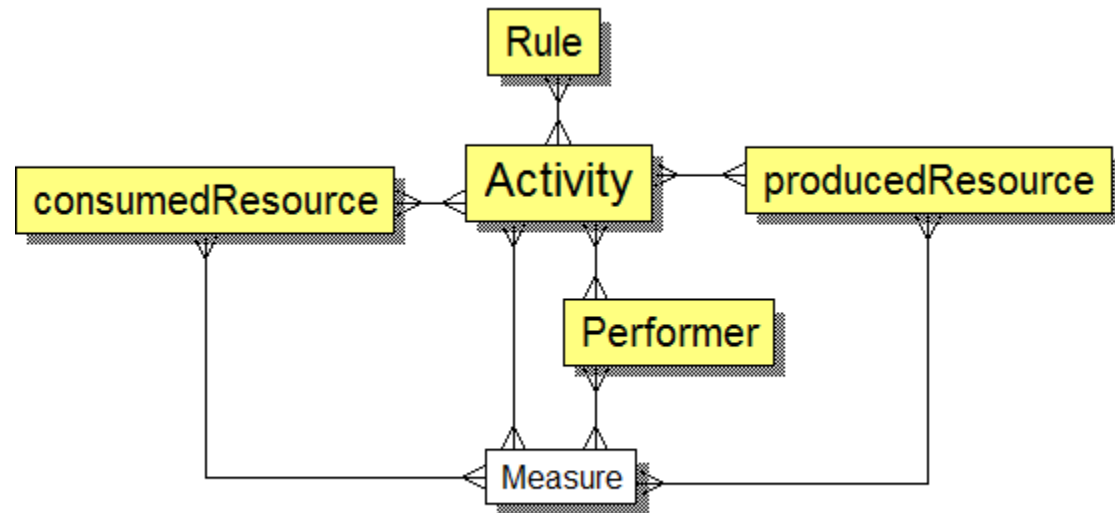 Rule
Activity
consumedResource
producedResource
Performer
Measure